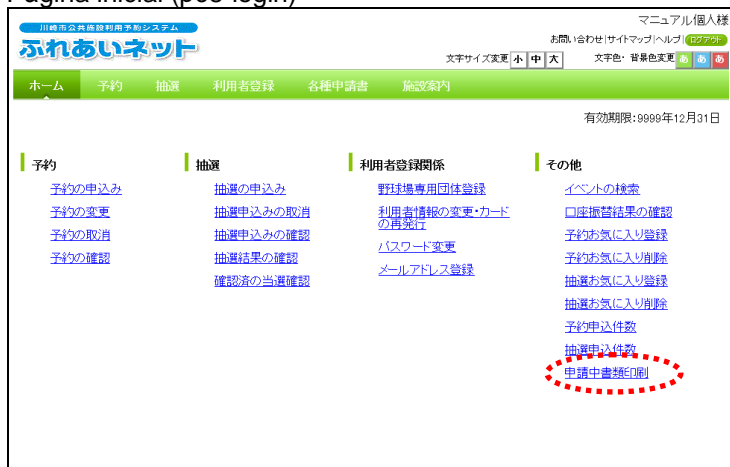 Página inicial (pós-login)
川崎市公共施設利用予約システム
ふれあいネット
マニュアル個人様
お問い合わせ|サイトマップ|ヘルプ|ログアウト
文字サイズ変更 小 中 大 文字色・背景色変更 あ あ あ
ホーム 予約 抽選 利用者登録 各種申請書 施設案内
有効期限:9999年12月31日
予約
予約の申込み
予約の変更
予約の取消
予約の確認
抽選
抽選の申込み
抽選申込みの取消
抽選申込みの確認
抽選結果の確認
確認済の当選確認
利用者登録関係
野球場専用団体登録
利用者情報の変更・カード
の再発行
パスワード変更
メールアドレス登録
その他
イベントの検索
口座振替結果の確認
予約お気に入り登録
予約お気に入り削除
抽選お気に入り登録
抽選お気に入り削除
予約申込件数
抽選申込件数
申請中書類印刷